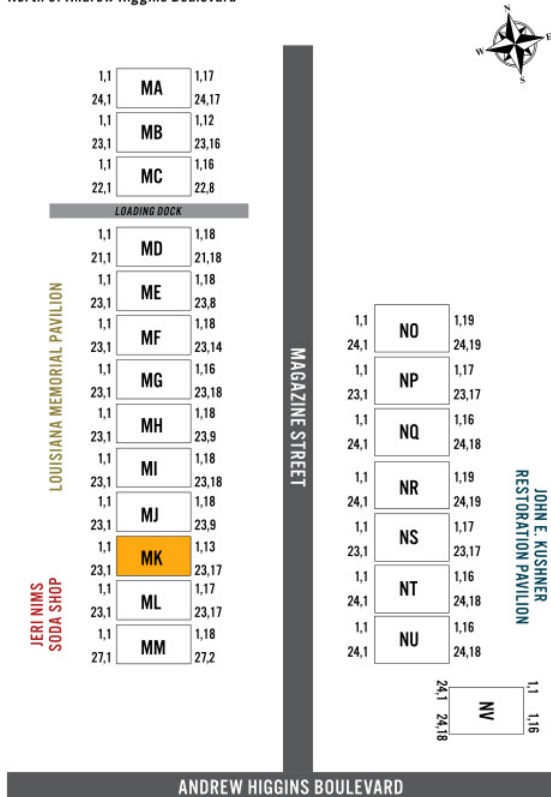 North of Andrew Higgins Boulevard
N
W E
S
1,1 MA 1,17
24,1 24,17
1,1 MB 1,12
23,1 23,16
1,1 MC 1,16
22,1 22,8
LOADING DOCK
1,1 MD 1,18
21,1 21,18
1,1 ME 1,18
23,1 23,8
1,1 MF 1,18
23,1 23,14
1,1 MG 1,16
23,1 23,18
1,1 MH 1,18
23,1 23,9
1,1 MI 1,18
23,1 23,18
1,1 MJ 1,18
23,1 23,9
1,1 MK 1,13
23,1 23,17
1,1 ML 1,17
23,1 23,17
1,1 MM 1,18
27,1 27,2
LOUISIANA MEMORIAL PAVILION
JERI NIMS
SODA SHOP
MAGAZINE STREET
1,1 NO 1,19
24,1 24,19
1,1 NP 1,17
23,1 23,17
1,1 NQ 1,16
24,1 24,18
1,1 NR 1,19
24,1 24,19
1,1 NS 1,17
23,1 23,17
1,1 NT 1,16
24,1 24,18
1,1 NU 1,16
24,1 24,18
JOHN E. KUSHNER
RESTORATION PAVILION
1,1 NV 1,16
24,1 24,18
ANDREW HIGGINS BOULEVARD